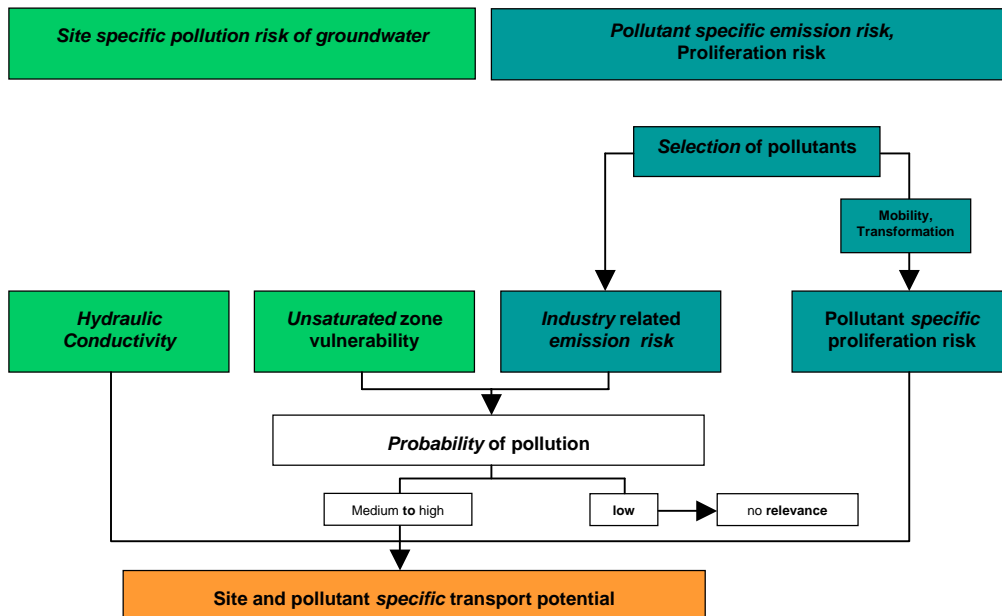 Site specific pollution risk of groundwater
Pollutant specific emission risk,
Proliferation risk
Selection of pollutants
Mobility,
Transformation
Hydraulic
Conductivity
Unsaturated zone
vulnerability
Industry related
emission risk
Pollutant specific
proliferation risk
Probability of pollution
Medium to high
low
no relevance
Site and pollutant specific transport potential